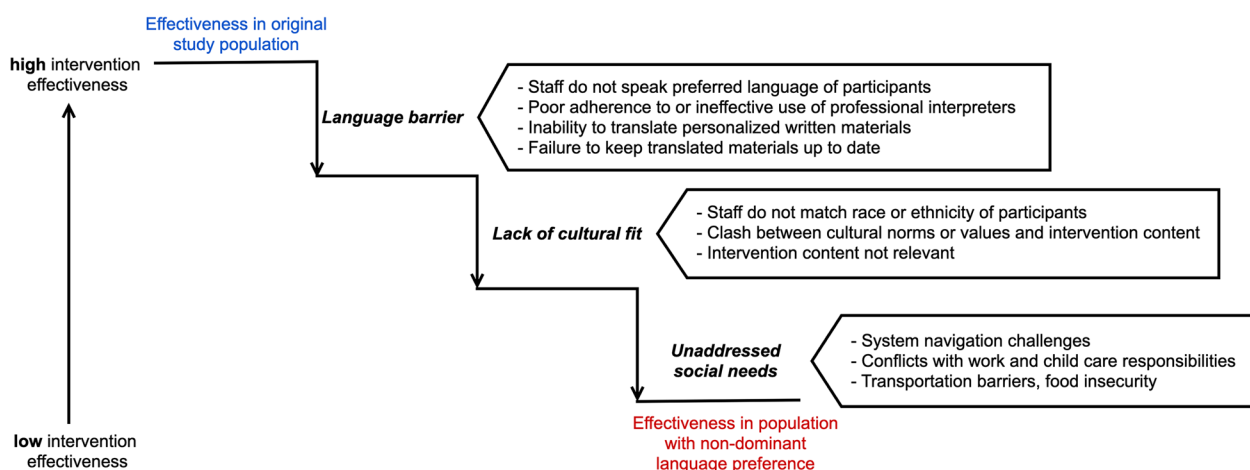 Effectiveness in original
study population
high intervention
effectiveness
Language barrier
- Staff do not speak preferred language of participants
- Poor adherence to or ineffective use of professional interpreters
- Inability to translate personalized written materials
- Failure to keep translated materials up to date
Lack of cultural fit
- Staff do not match race or ethnicity of participants
- Clash between cultural norms or values and intervention content
- Intervention content not relevant
Unaddressed
social needs
- System navigation challenges
- Conflicts with work and child care responsibilities
- Transportation barriers, food insecurity
Effectiveness in population
with non-dominant
language preference
low intervention
effectiveness